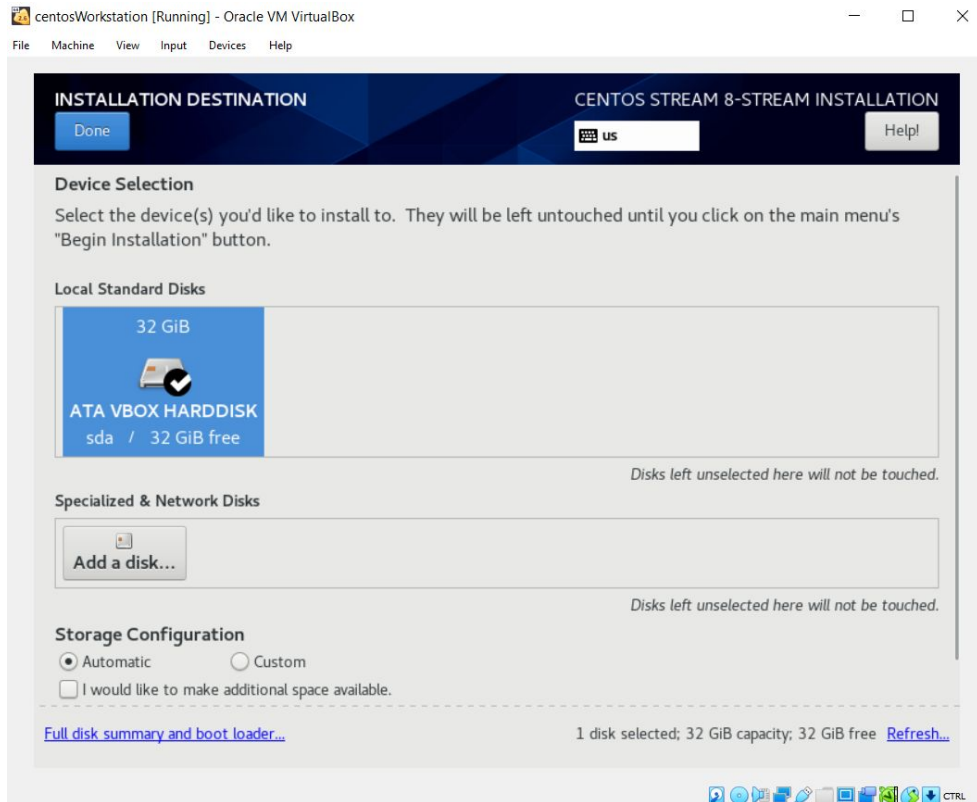 centosWorkstation [Running] - Oracle VM VirtualBox
File Machine View Input Devices Help
INSTALLATION DESTINATION
CENTOS STREAM 8-STREAM INSTALLATION
Done
us
Help!
Device Selection
Select the device(s) you'd like to install to. They will be left untouched until you click on the main menu's
"Begin Installation" button.
Local Standard Disks
32 GiB
ATA VBOX HARDDISK
sda / 32 GiB free
Disks left unselected here will not be touched.
Specialized & Network Disks
Add a disk...
Disks left unselected here will not be touched.
Storage Configuration
Automatic Custom
I would like to make additional space available.
Full disk summary and boot loader...
1 disk selected; 32 GiB capacity; 32 GiB free Refresh...
CTRL